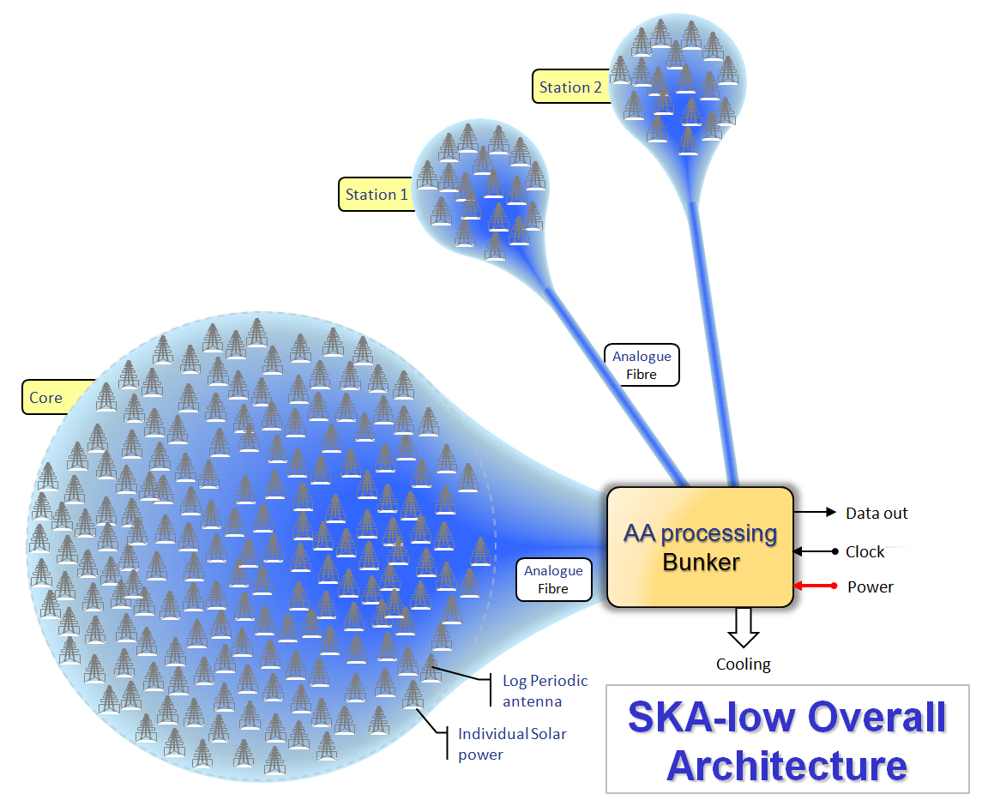 Station 2
Station 1
Analogue
Fibre
Core
AA processing
Bunker
Data out
Clock
Power
Analogue
Fibre
Cooling
Log Periodic
antenna
Individual Solar
power
SKA-low Overall
Architecture